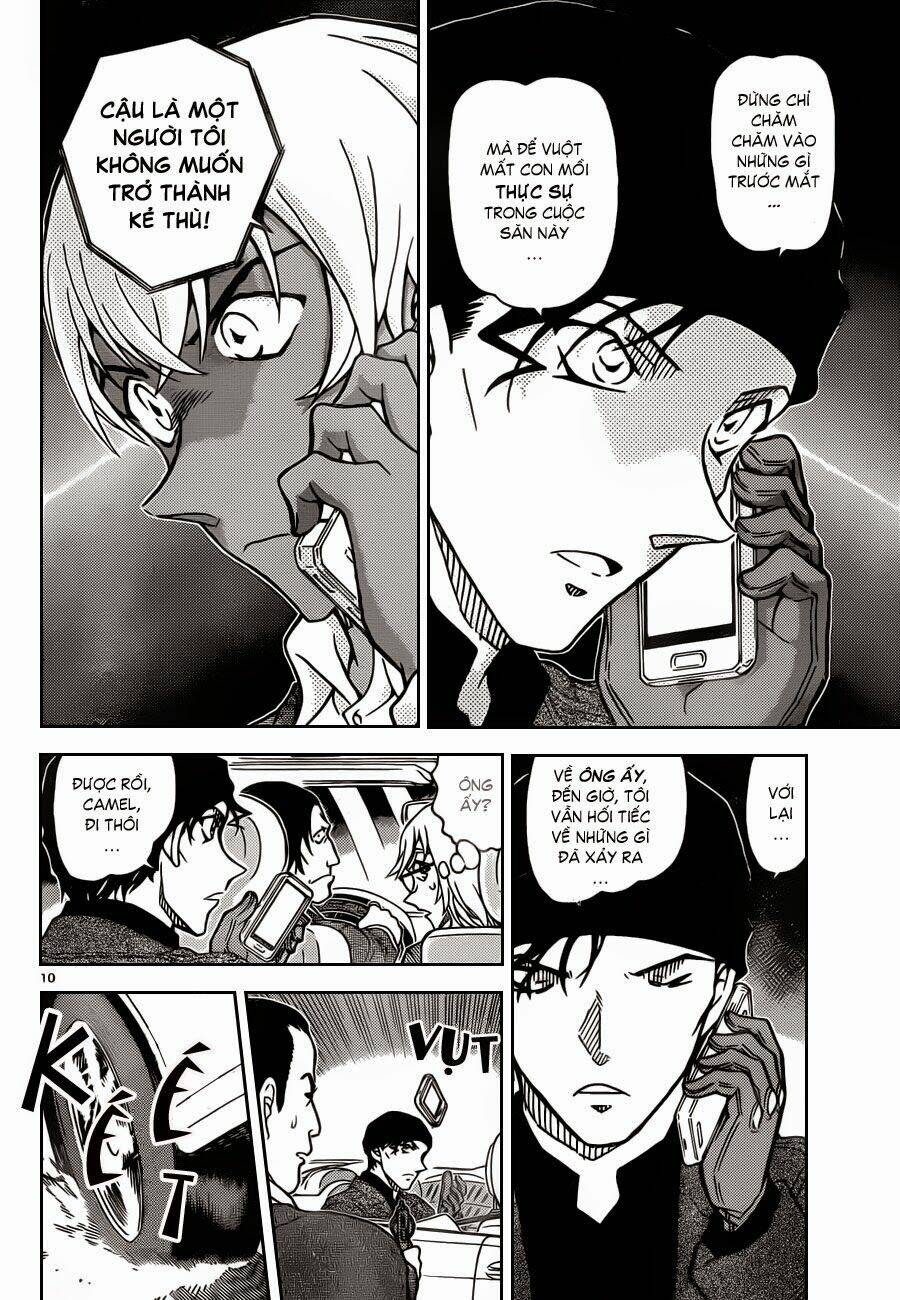 ĐỪNG CHỈ
CHĂM
CHĂM VÀO
NHỮNG GÌ
TRƯỚC MẮT
...
MÀ ĐỂ VUỘT
MẤT CON MỒI
THỰC SỰ
TRONG CUỘC
SĂN NÀY
...
CẬU LÀ MỘT
NGƯỜI TÔI
KHÔNG MUỐN
TRỞ THÀNH
KẺ THÙ!
VỚI
LẠI
...
VỀ ÔNG ẤY,
ĐẾN GIỜ, TÔI
VẪN HỐI TIẾC
VỀ NHỮNG GÌ
ĐÃ XẢY RA
...
ÔNG
ẤY?
ĐƯỢC RỒI,
CAMEL,
ĐI THÔI
...
10
VỤT
KÉÉÉT